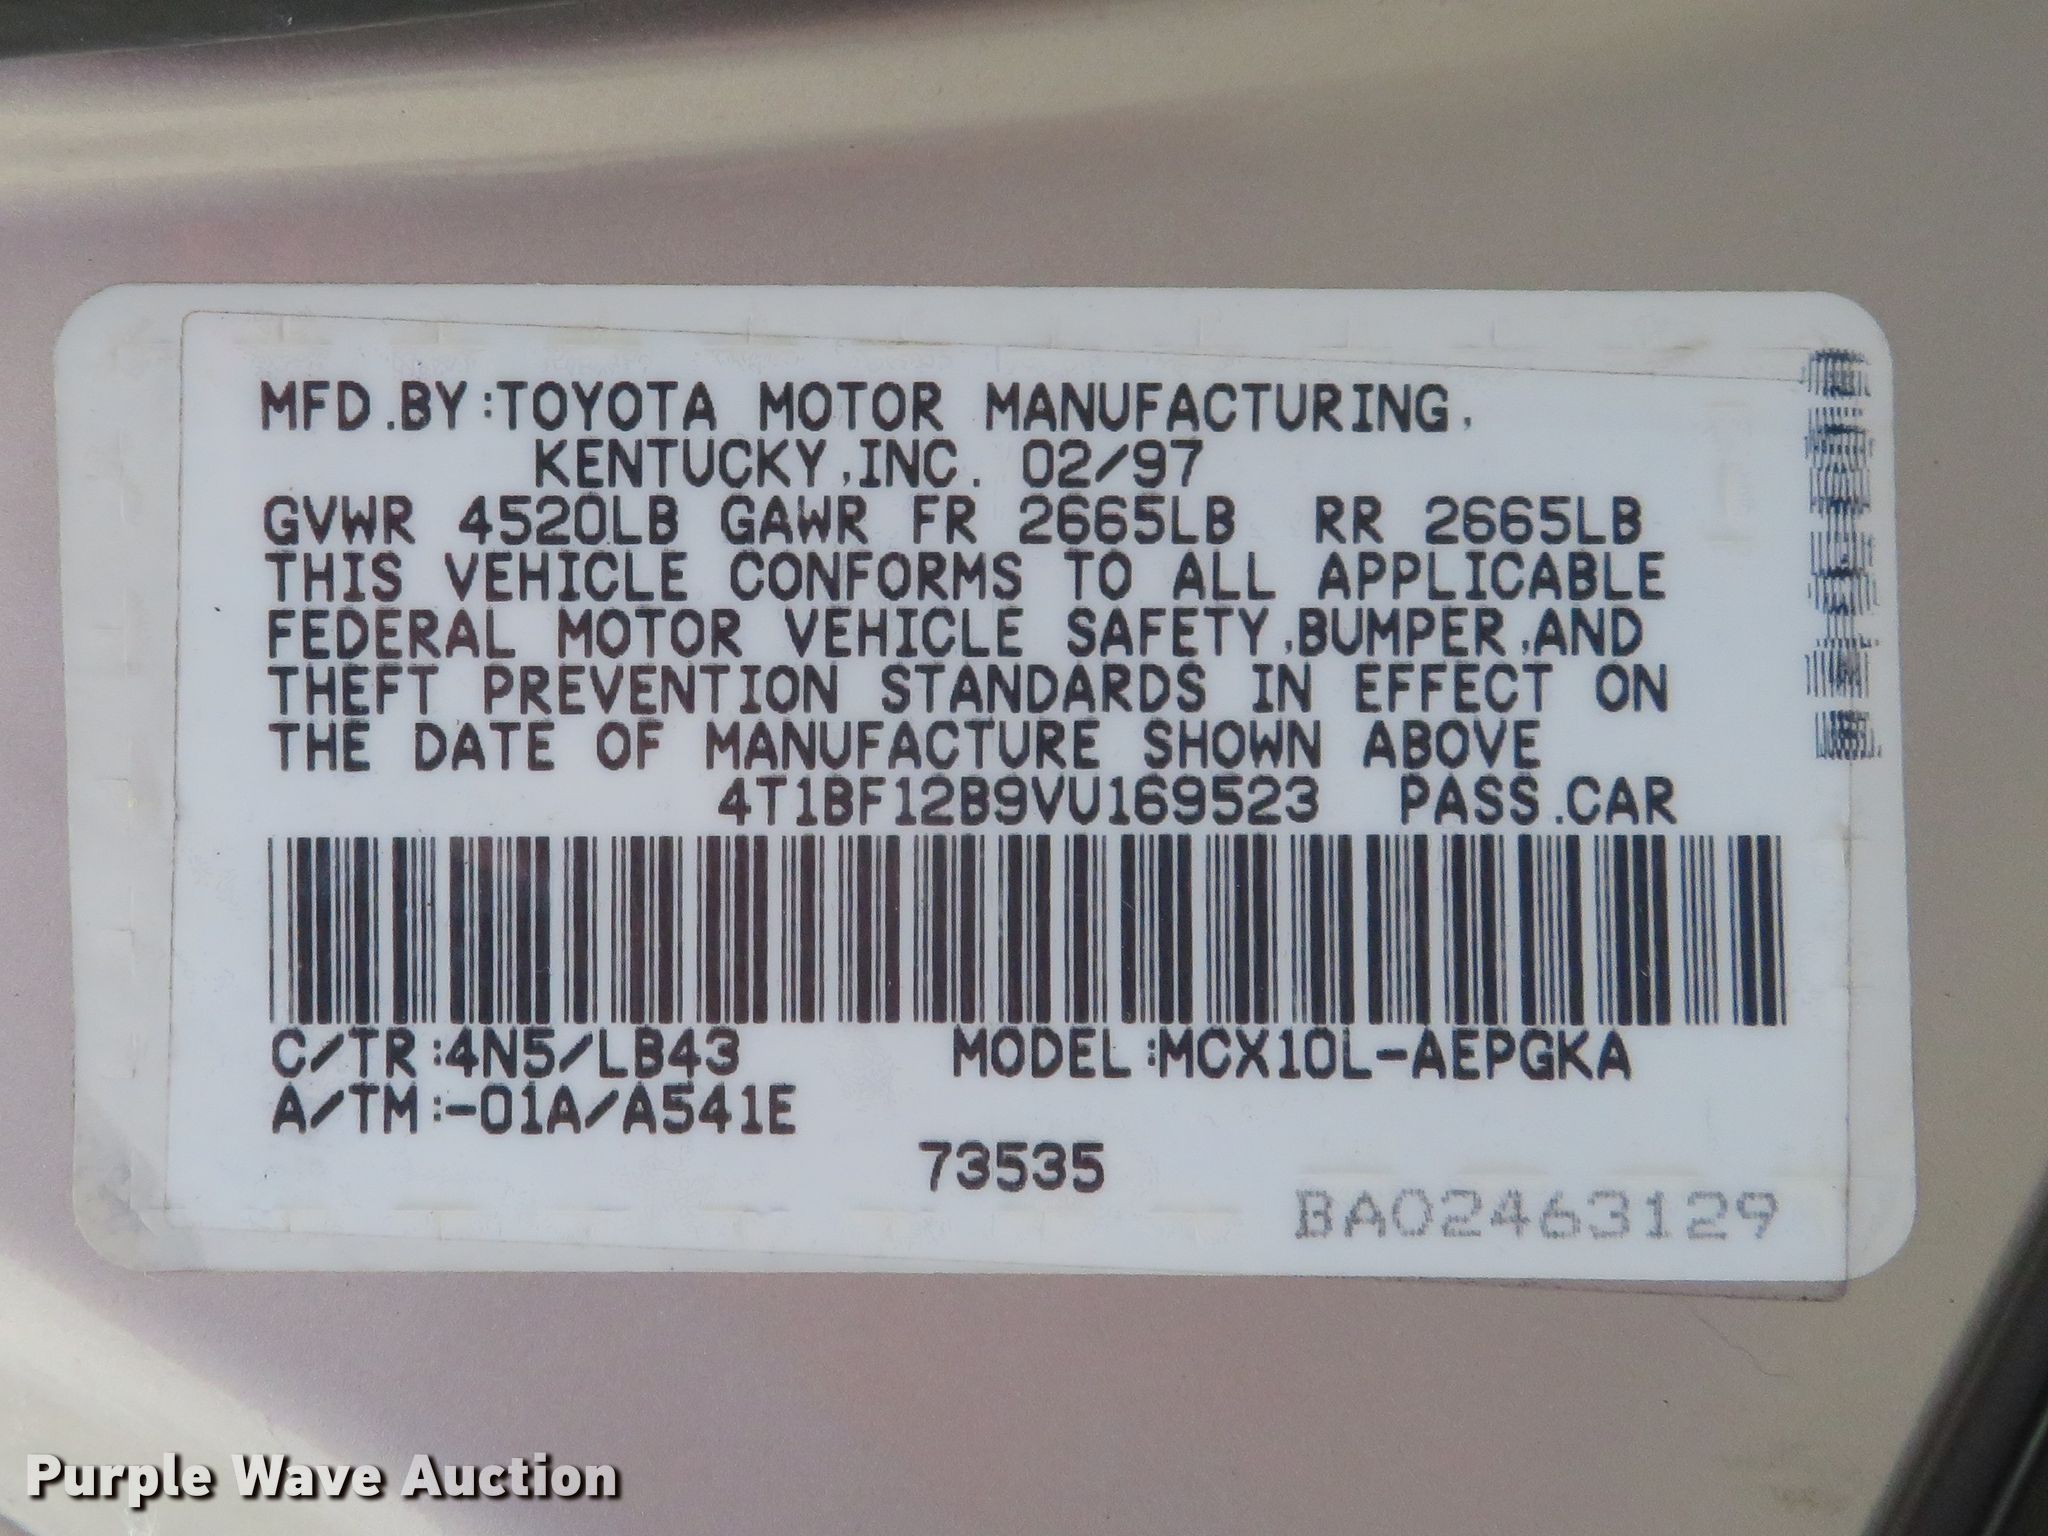 MFD.BY:TOYOTA MOTOR MANUFACTURING,
KENTUCKY,INC. 02/97
GVWR 4520LB GAWR FR 2665LB RR 2665LB
THIS VEHICLE CONFORMS TO ALL APPLICABLE
FEDERAL MOTOR VEHICLE SAFETY,BUMPER,AND
THEFT PREVENTION STANDARDS IN EFFECT ON
THE DATE OF MANUFACTURE SHOWN ABOVE
4T1BF12B9VU169523 PASS.CAR
C/TR:4N5/LB43 MODEL:MCX10L-AEPGKA
A/TM:-01A/A541E
73535
BA02463129
Purple Wave Auction